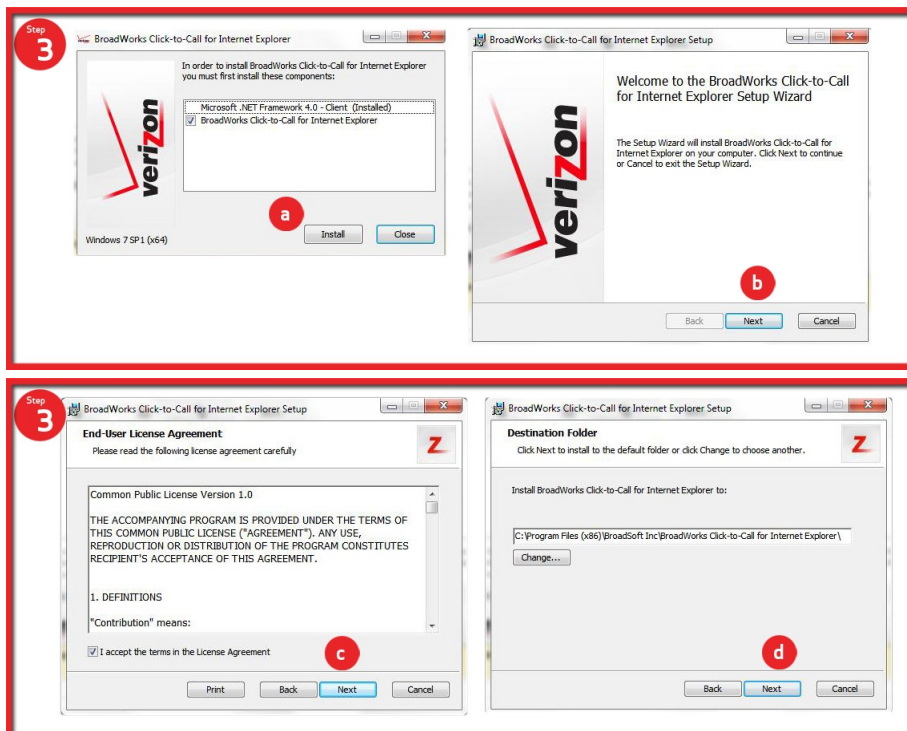 Step
3
BroadWorks Click-to-Call for Internet Explorer
In order to install BroadWorks Click-to-Call for Internet Explorer
you must first install these components:
Microsoft .NET Framework 4.0 - Client (Installed)
BroadWorks Click-to-Call for Internet Explorer
verizon
a
Install
Close
Windows 7 SP1 (x64)
BroadWorks Click-to-Call for Internet Explorer Setup
Welcome to the BroadWorks Click-to-Call
for Internet Explorer Setup Wizard
The Setup Wizard will install BroadWorks Click-to-Call for
Internet Explorer on your computer. Click Next to continue
or Cancel to exit the Setup Wizard.
verizon
b
Back
Next
Cancel
Step
3
BroadWorks Click-to-Call for Internet Explorer Setup
End-User License Agreement
Please read the following license agreement carefully
Z
Common Public License Version 1.0
THE ACCOMPANYING PROGRAM IS PROVIDED UNDER THE TERMS OF
THIS COMMON PUBLIC LICENSE ("AGREEMENT"). ANY USE,
REPRODUCTION OR DISTRIBUTION OF THE PROGRAM CONSTITUTES
RECIPIENT'S ACCEPTANCE OF THIS AGREEMENT.
1. DEFINITIONS
"Contribution" means:
I accept the terms in the License Agreement
c
Print
Back
Next
Cancel
BroadWorks Click-to-Call for Internet Explorer Setup
Destination Folder
Click Next to install to the default folder or click Change to choose another.
Z
Install BroadWorks Click-to-Call for Internet Explorer to:
C:\Program Files (x86)\BroadSoft Inc\BroadWorks Click-to-Call for Internet Explorer\
Change...
d
Back
Next
Cancel